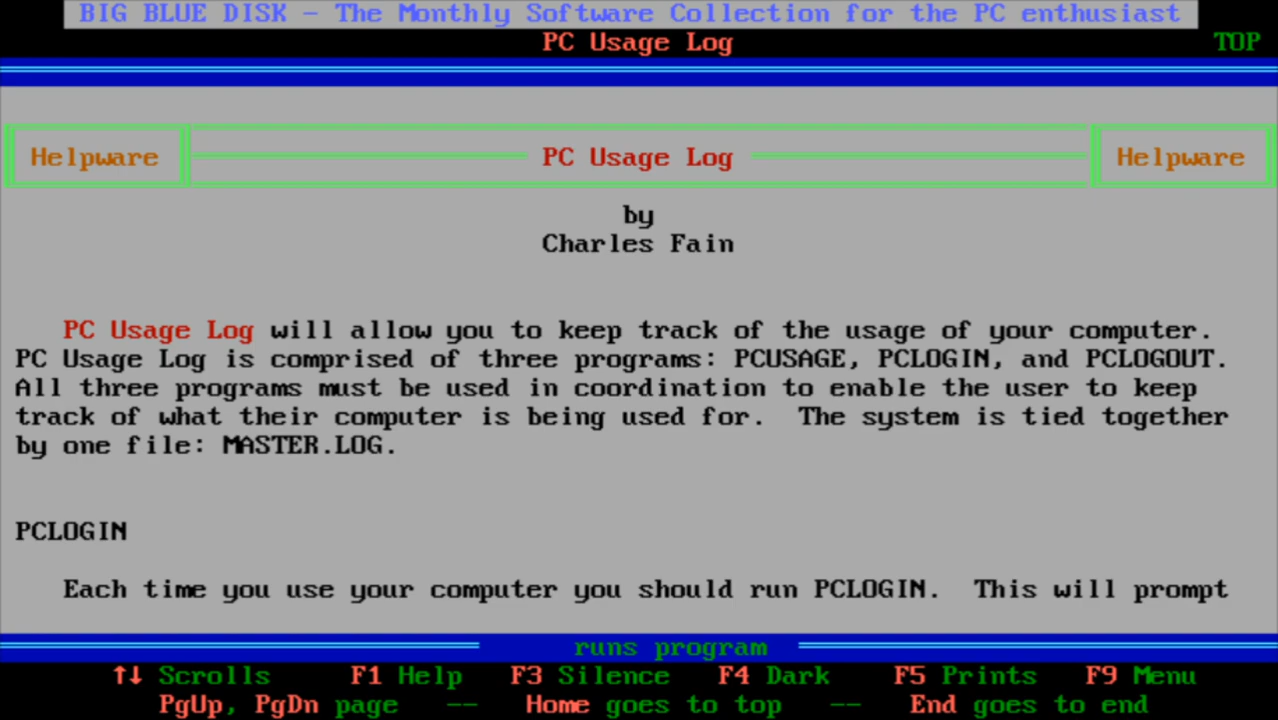 BIG BLUE DISK - The Monthly Software Collection for the PC enthusiast
PC Usage Log TOP
Helpware PC Usage Log Helpware
by
Charles Fain
PC Usage Log will allow you to keep track of the usage of your computer.
PC Usage Log is comprised of three programs: PCUSAGE, PCLOGIN, and PCLOGOUT.
All three programs must be used in coordination to enable the user to keep
track of what their computer is being used for. The system is tied together
by one file: MASTER.LOG.
PCLOGIN
Each time you use your computer you should run PCLOGIN. This will prompt
runs program
↑↓ Scrolls F1 Help F3 Silence F4 Dark F5 Prints F9 Menu
PgUp, PgDn page -- Home goes to top -- End goes to end